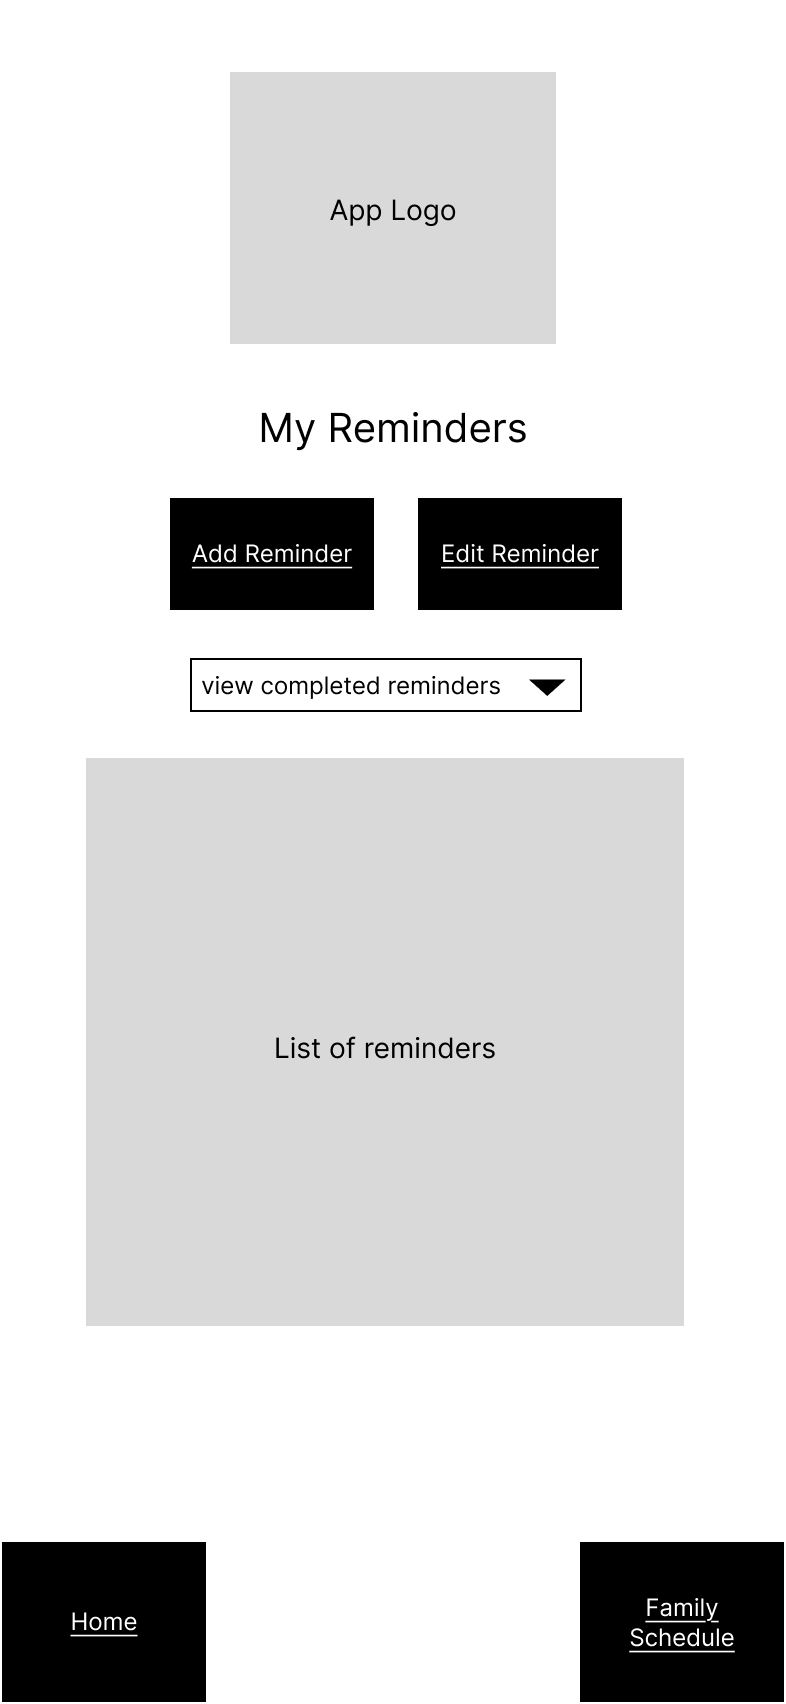 App Logo
My Reminders
Add Reminder
Edit Reminder
view completed reminders
List of reminders
Home
Family
Schedule